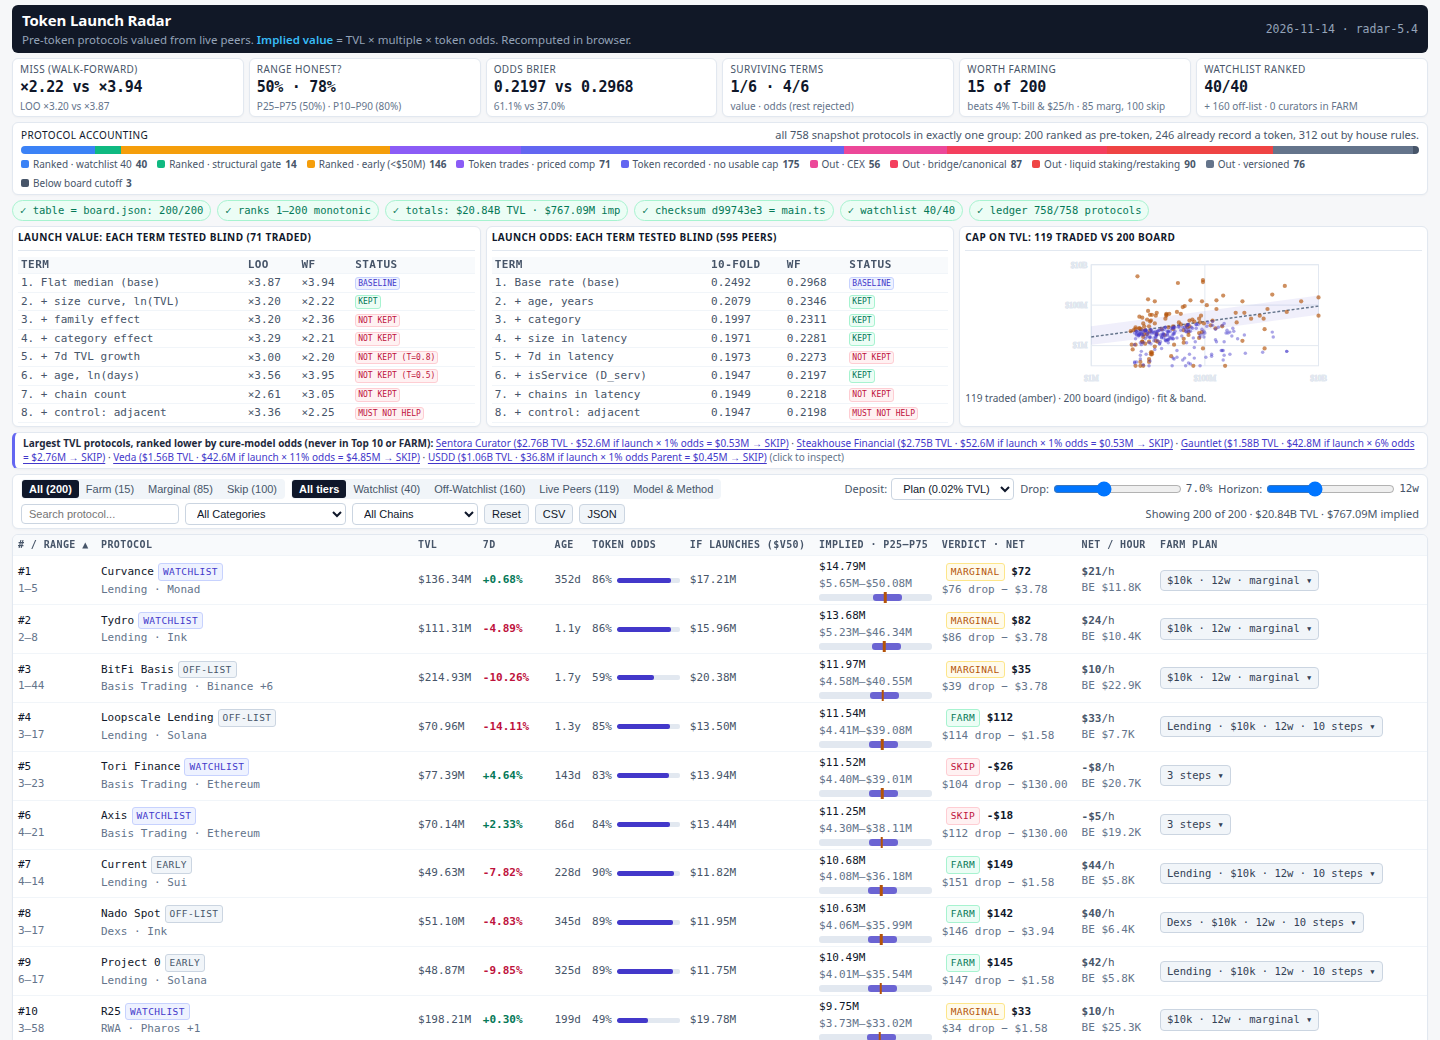 Token Launch Radar
Pre-token protocols valued from live peers. Implied value = TVL × multiple × token odds. Recomputed in browser.
2026-11-14 · radar-5.4
MISS (WALK-FORWARD)
×2.22 vs ×3.94
LOO ×3.20 vs ×3.87
RANGE HONEST?
50% · 78%
P25–P75 (50%) · P10–P90 (80%)
ODDS BRIER
0.2197 vs 0.2968
61.1% vs 37.0%
SURVIVING TERMS
1/6 · 4/6
value · odds (rest rejected)
WORTH FARMING
15 of 200
beats 4% T-bill & $25/h · 85 marg, 100 skip
WATCHLIST RANKED
40/40
+ 160 off-list · 0 curators in FARM
PROTOCOL ACCOUNTING
all 758 snapshot protocols in exactly one group: 200 ranked as pre-token, 246 already record a token, 312 out by house rules.
Ranked · watchlist 40 40
Ranked · structural gate 14
Ranked · early (<$50M) 146
Token trades · priced comp 71
Token recorded · no usable cap 175
Out · CEX 56
Out · bridge/canonical 87
Out · liquid staking/restaking 90
Out · versioned 76
Below board cutoff 3
✓ table = board.json: 200/200
✓ ranks 1–200 monotonic
✓ totals: $20.84B TVL · $767.09M imp
✓ checksum d99743e3 = main.ts
✓ watchlist 40/40
✓ ledger 758/758 protocols
LAUNCH VALUE: EACH TERM TESTED BLIND (71 TRADED)
TERM LOO WF STATUS
1. Flat median (base) ×3.87 ×3.94 BASELINE
2. + size curve, ln(TVL) ×3.20 ×2.22 KEPT
3. + family effect ×3.20 ×2.36 NOT KEPT
4. + category effect ×3.29 ×2.21 NOT KEPT
5. + 7d TVL growth ×3.00 ×2.20 NOT KEPT (T=0.8)
6. + age, ln(days) ×3.56 ×3.95 NOT KEPT (T=0.5)
7. + chain count ×2.61 ×3.05 NOT KEPT
8. + control: adjacent ×3.36 ×2.25 MUST NOT HELP
LAUNCH ODDS: EACH TERM TESTED BLIND (595 PEERS)
TERM 10-FOLD WF STATUS
1. Base rate (base) 0.2492 0.2968 BASELINE
2. + age, years 0.2079 0.2346 KEPT
3. + category 0.1997 0.2311 KEPT
4. + size in latency 0.1971 0.2281 KEPT
5. + 7d in latency 0.1973 0.2273 NOT KEPT
6. + isService (D_serv) 0.1947 0.2197 KEPT
7. + chains in latency 0.1949 0.2219 NOT KEPT
8. + control: adjacent 0.1947 0.2198 MUST NOT HELP
CAP ON TVL: 119 TRADED VS 200 BOARD
119 traded (amber) · 200 board (indigo) · fit & band.
Largest TVL protocols, ranked lower by cure-model odds (never in Top 10 or FARM): Sentora Curator ($2.76B TVL · $52.6M if launch × 1% odds = $0.53M → SKIP) · Steakhouse Financial ($2.75B TVL · $52.6M if launch × 1% odds = $0.53M → SKIP) · Gauntlet ($1.58B TVL · $42.8M if launch × 6% odds
= $2.76M → SKIP) · Veda ($1.56B TVL · $42.6M if launch × 11% odds = $4.85M → SKIP) · USDD ($1.06B TVL · $36.8M if launch × 1% odds Parent = $0.45M → SKIP) (click to inspect)
All (200) Farm (15) Marginal (85) Skip (100) All tiers Watchlist (40) Off-Watchlist (160) Live Peers (119) Model & Method
Deposit: Plan (0.02% TVL) Drop: 7.0% Horizon: 12w
Search protocol... All Categories All Chains Reset CSV JSON
Showing 200 of 200 · $20.84B TVL · $767.09M implied
# / RANGE ▲ PROTOCOL TVL 7D AGE TOKEN ODDS IF LAUNCHES ($V50) IMPLIED · P25–P75 VERDICT · NET NET / HOUR FARM PLAN
#1 Curvance WATCHLIST $136.34M +0.68% 352d 86% $17.21M $14.79M MARGINAL $72 $21/h $10k · 12w · marginal ▾
1–5 Lending · Monad $5.65M–$50.08M $76 drop − $3.78 BE $11.8K
#2 Tydro WATCHLIST $111.31M -4.89% 1.1y 86% $15.96M $13.68M MARGINAL $82 $24/h $10k · 12w · marginal ▾
2–8 Lending · Ink $5.23M–$46.34M $86 drop − $3.78 BE $10.4K
#3 BitFi Basis OFF-LIST $214.93M -10.26% 1.7y 59% $20.38M $11.97M MARGINAL $35 $10/h $10k · 12w · marginal ▾
1–44 Basis Trading · Binance +6 $4.58M–$40.55M $39 drop − $3.78 BE $22.9K
#4 Loopscale Lending OFF-LIST $70.96M -14.11% 1.3y 85% $13.50M $11.54M FARM $112 $33/h Lending · $10k · 12w · 10 steps ▾
3–17 Lending · Solana $4.41M–$39.08M $114 drop − $1.58 BE $7.7K
#5 Tori Finance WATCHLIST $77.39M +4.64% 143d 83% $13.94M $11.52M SKIP -$26 -$8/h 3 steps ▾
3–23 Basis Trading · Ethereum $4.40M–$39.01M $104 drop − $130.00 BE $20.7K
#6 Axis WATCHLIST $70.14M +2.33% 86d 84% $13.44M $11.25M SKIP -$18 -$5/h 3 steps ▾
4–21 Basis Trading · Ethereum $4.30M–$38.11M $112 drop − $130.00 BE $19.2K
#7 Current EARLY $49.63M -7.82% 228d 90% $11.82M $10.68M FARM $149 $44/h Lending · $10k · 12w · 10 steps ▾
4–14 Lending · Sui $4.08M–$36.18M $151 drop − $1.58 BE $5.8K
#8 Nado Spot OFF-LIST $51.10M -4.83% 345d 89% $11.95M $10.63M FARM $142 $40/h Dexs · $10k · 12w · 10 steps ▾
3–17 Dexs · Ink $4.06M–$35.99M $146 drop − $3.94 BE $6.4K
#9 Project 0 EARLY $48.87M -9.85% 325d 89% $11.75M $10.49M FARM $145 $42/h Lending · $10k · 12w · 10 steps ▾
6–17 Lending · Solana $4.01M–$35.54M $147 drop − $1.58 BE $5.8K
#10 R25 WATCHLIST $198.21M +0.30% 199d 49% $19.78M $9.75M MARGINAL $33 $10/h $10k · 12w · marginal ▾
3–58 RWA · Pharos +1 $3.73M–$33.02M $34 drop − $1.58 BE $25.3K